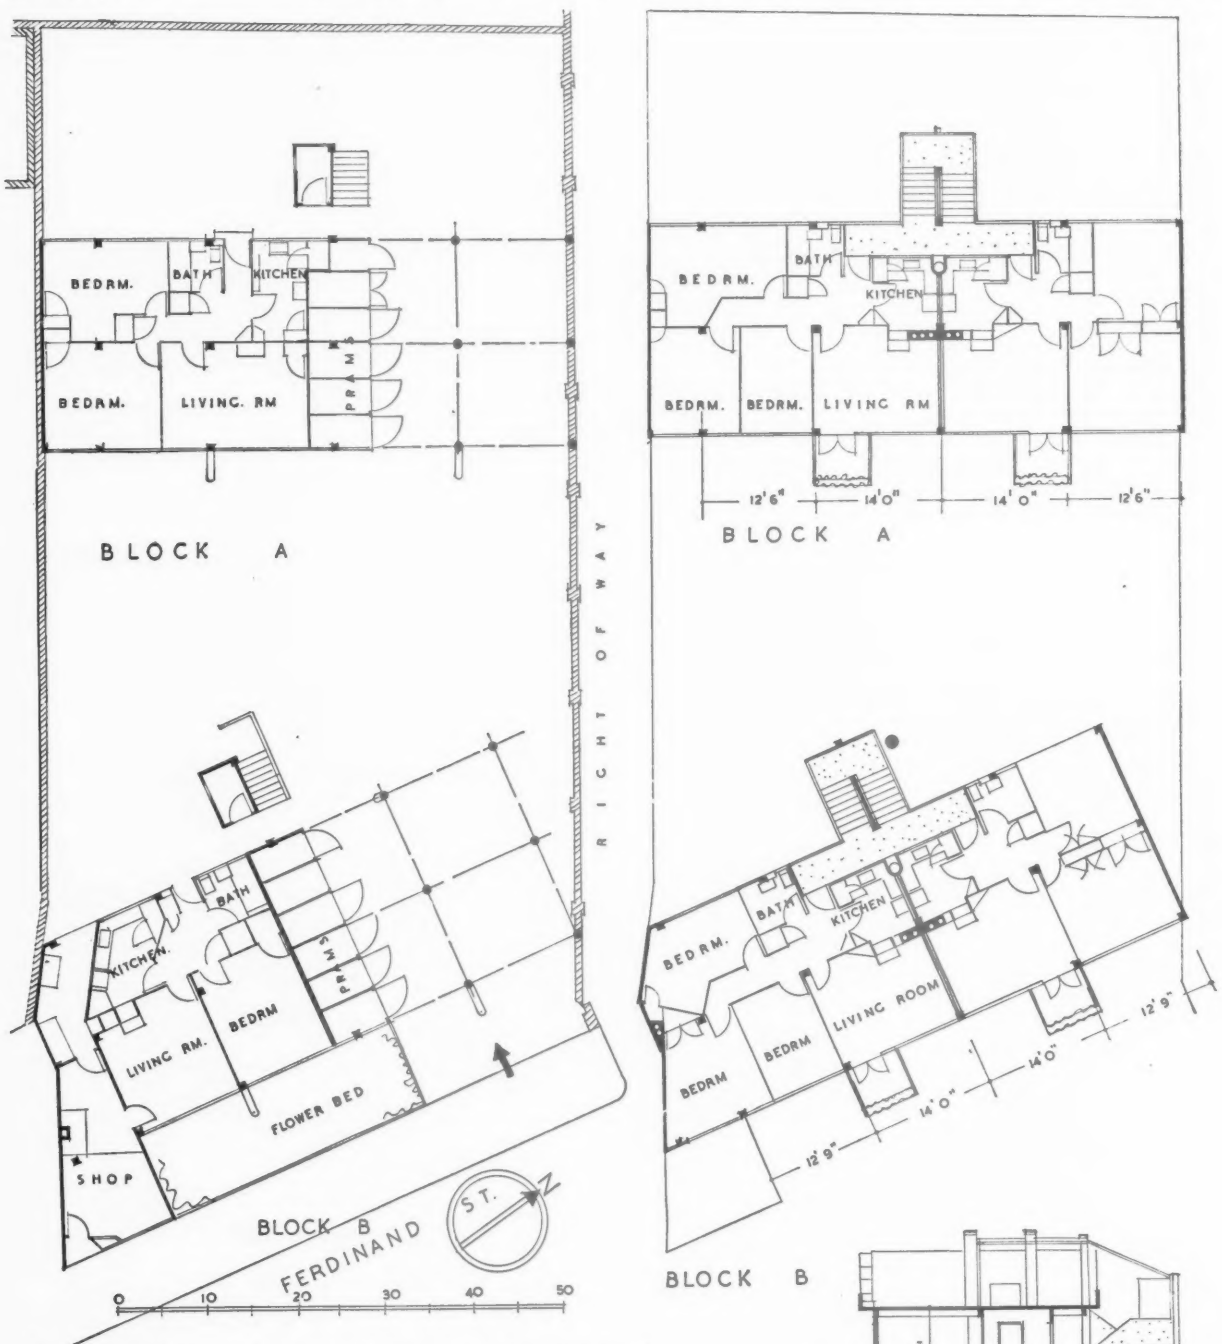 BEDRM.
BATH
KITCHEN
BEDRM.
LIVING. RM
PRAMS
BLOCK A
RIGHT OF WAY
BATH
KITCHEN.
PRAMS
BEDRM
LIVING RM.
FLOWER BED
SHOP
BLOCK B
FERDINAND ST.
N
0 10 20 30 40 50
BEDRM.
BATH
KITCHEN
BEDRM.
BEDRM.
LIVING RM
12'6" 14'0" 14'0" 12'6"
BLOCK A
BEDRM.
BATH
KITCHEN
LIVING ROOM
BEDRM
BEDRM
12'9" 14'0" 14'0" 12'9"
BLOCK B